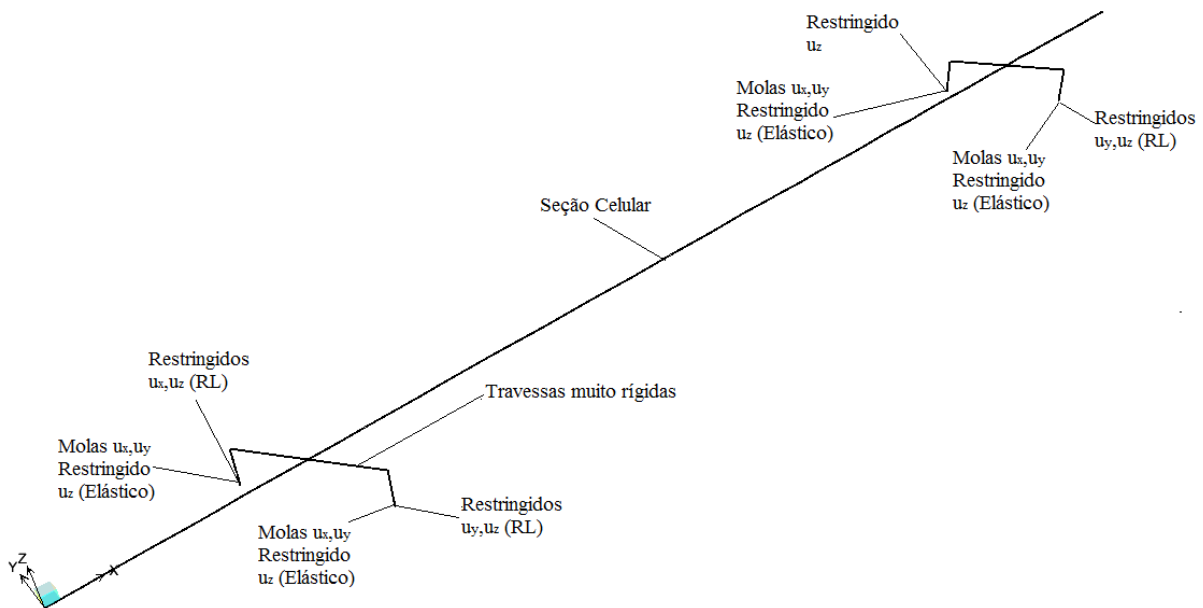 Restringido
uz
Molas ux,uy
Restringido
uz (Elástico)
Restringidos
uy,uz (RL)
Molas ux,uy
Restringido
uz (Elástico)
Seção Celular
Restringidos
ux,uz (RL)
Travessas muito rígidas
Molas ux,uy
Restringido
uz (Elástico)
Restringidos
uy,uz (RL)
Molas ux,uy
Restringido
uz (Elástico)
Y Z
X